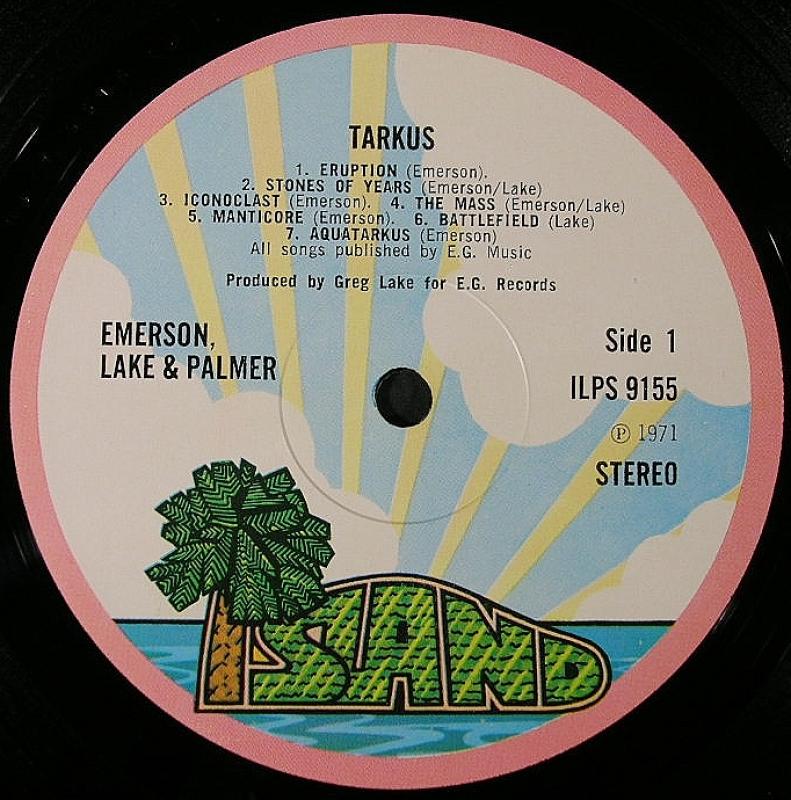 TARKUS
1. ERUPTION (Emerson).
2. STONES OF YEARS (Emerson/Lake)
3. ICONOCLAST (Emerson). 4. THE MASS (Emerson/Lake)
5. MANTICORE (Emerson). 6. BATTLEFIELD (Lake)
7. AQUATARKUS (Emerson)
All songs published by E.G. Music
Produced by Greg Lake for E.G. Records
EMERSON,
LAKE & PALMER
Side 1
ILPS 9155
℗ 1971
STEREO
ISLAND